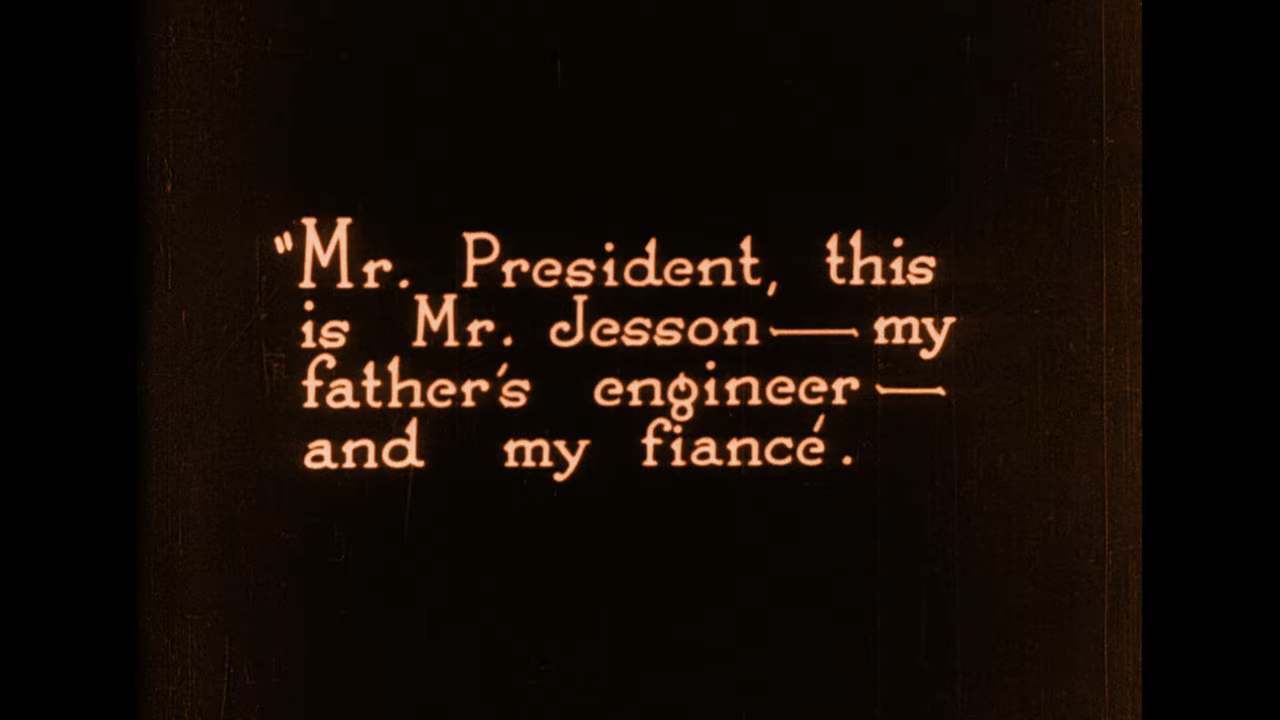 "Mr. President, this
is Mr. Jesson — my
father's engineer —
and my fiancé.